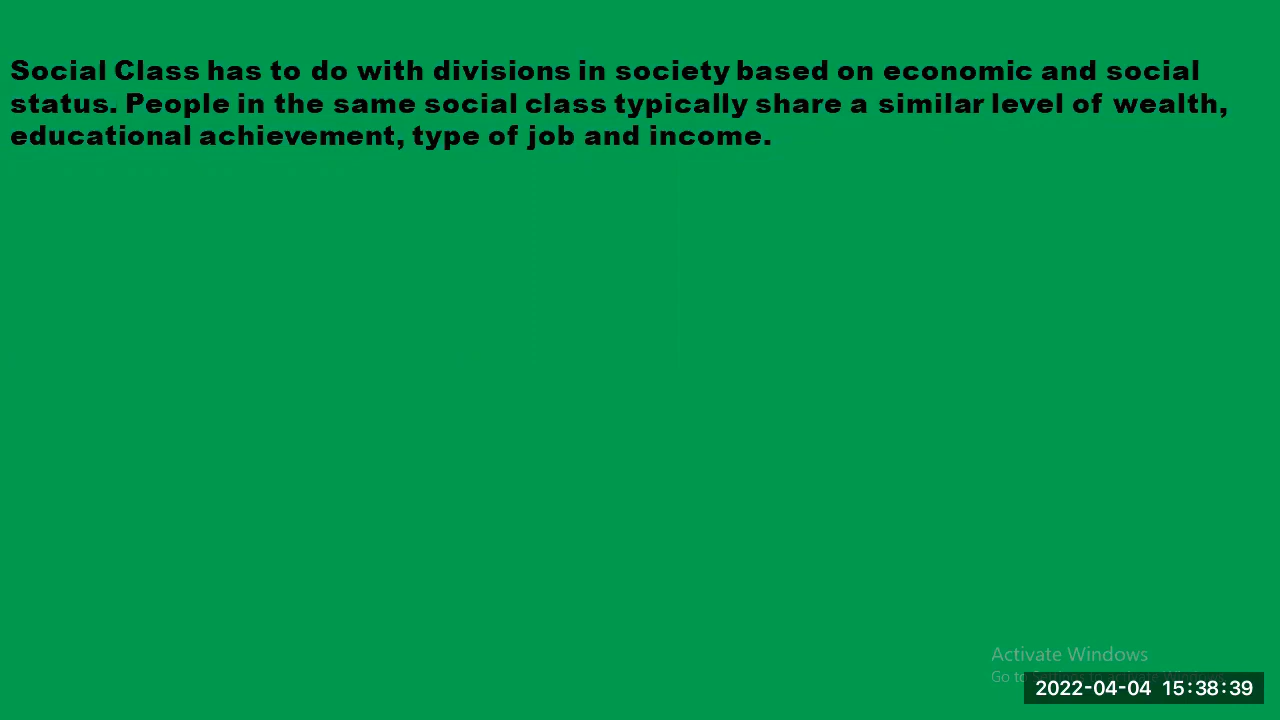 Social Class has to do with divisions in society based on economic and social
status. People in the same social class typically share a similar level of wealth,
educational achievement, type of job and income.
Activate Windows
Go to
2022-04-04 15:38:39